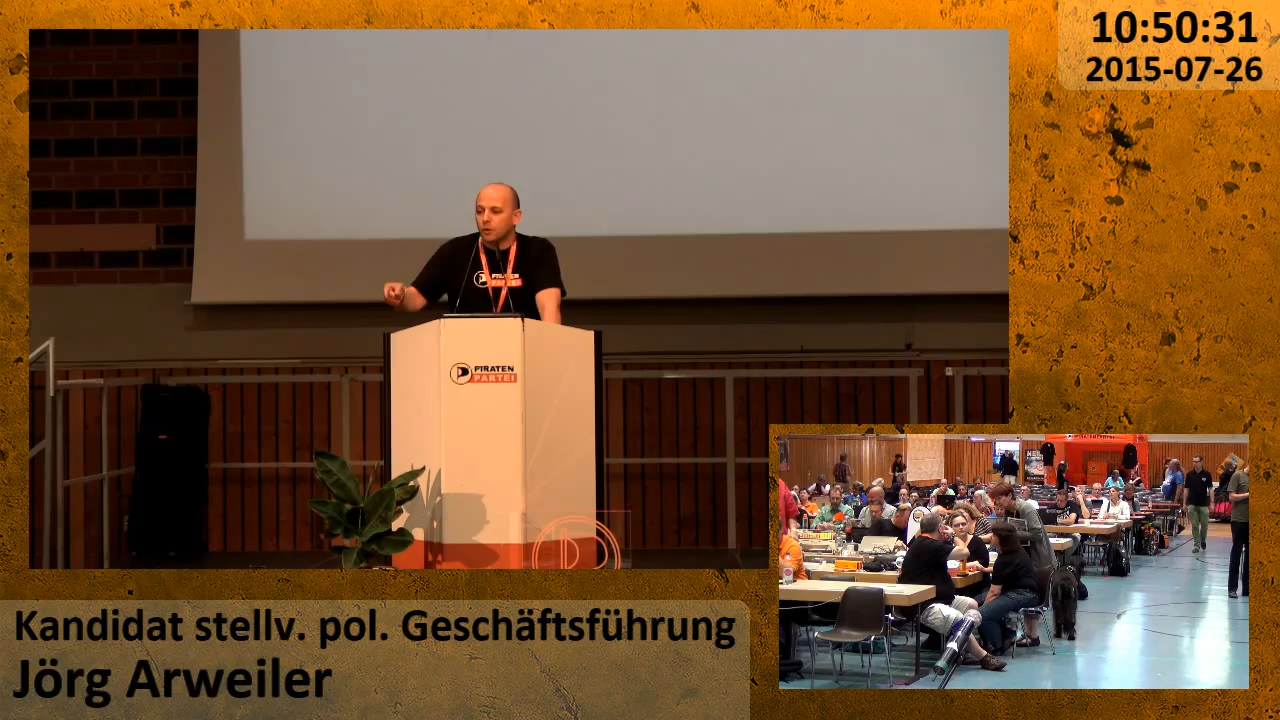 10:50:31
2015-07-26
PIRATEN
PARTEI
PIRATEN
PARTEI
Kandidat stellv. pol. Geschäftsführung
Jörg Arweiler